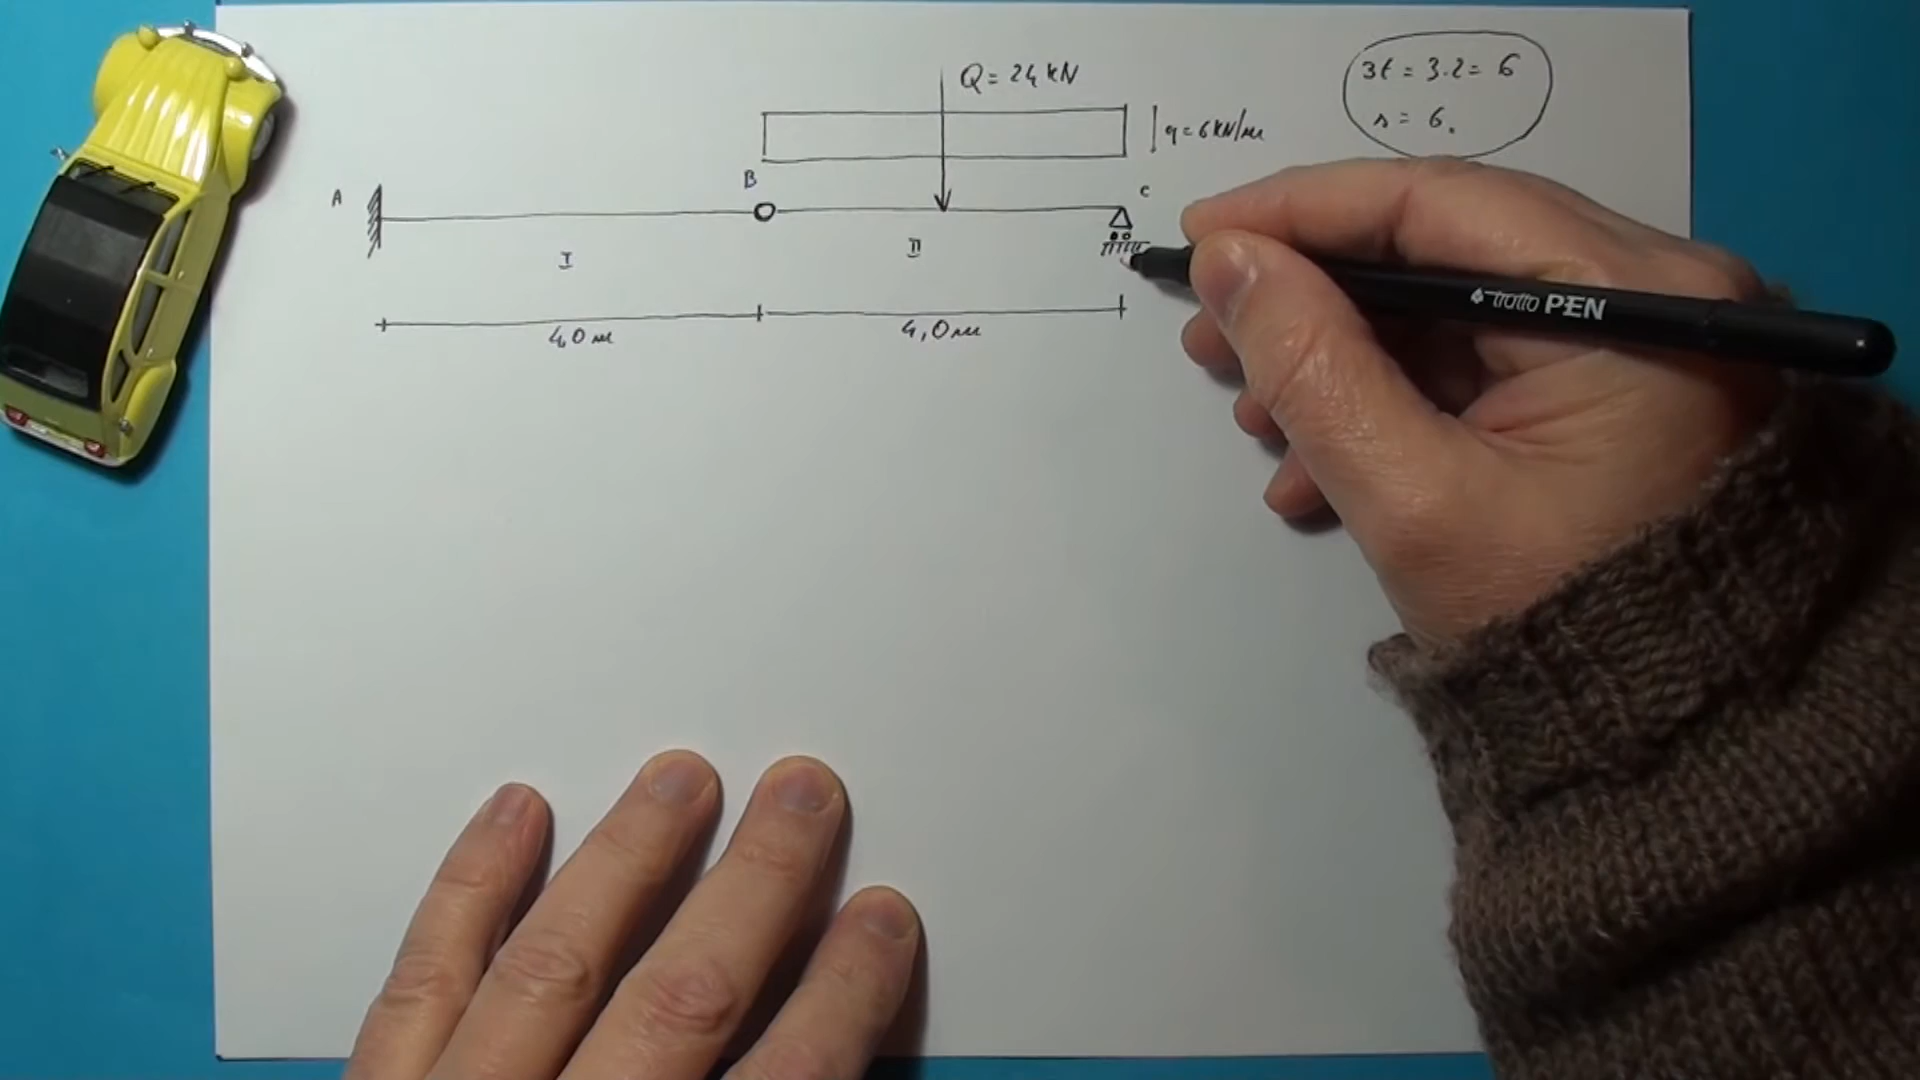 Q = 24 kN
3t = 3.2 = 6
s = 6.
q = 6 kN/m
B
A
C
I
II
4,0 m
4,0 m
tratto PEN